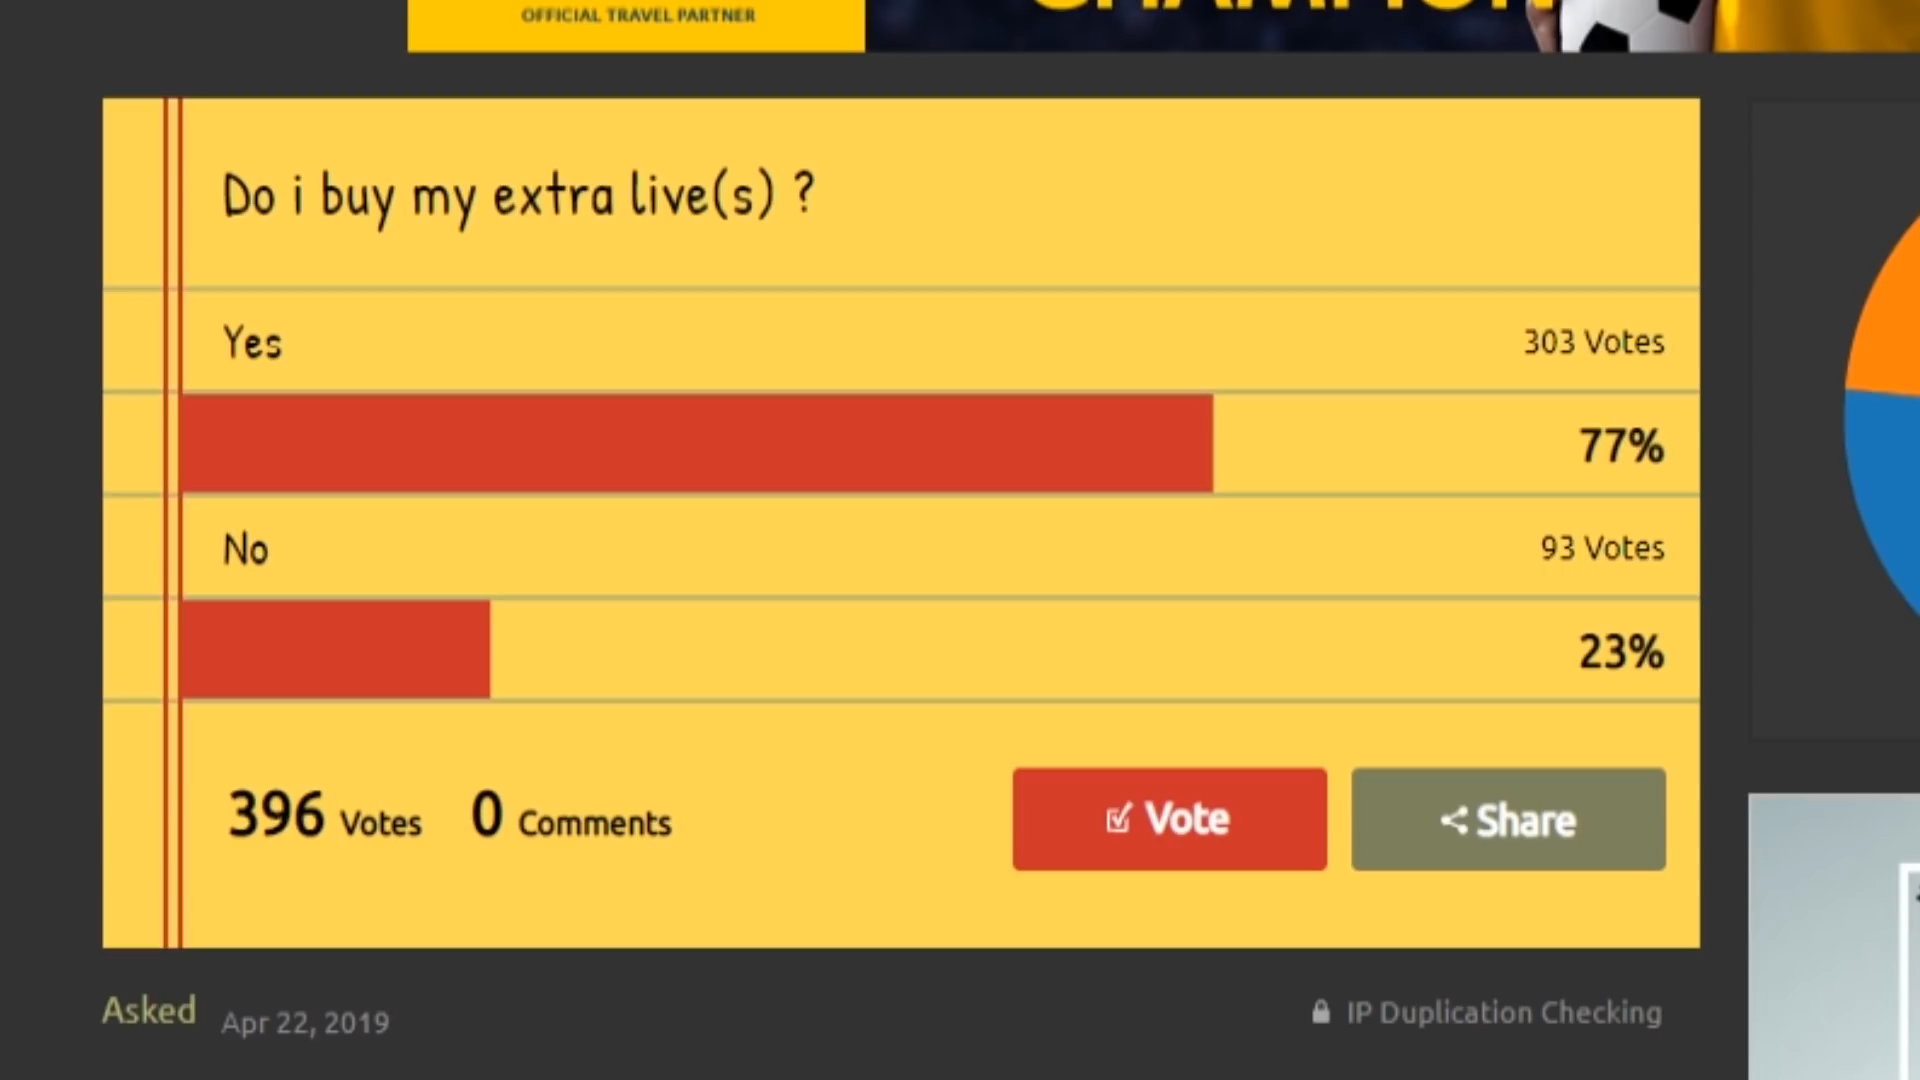 OFFICIAL TRAVEL PARTNER
CHAMPION
Do i buy my extra live(s) ?
Yes
303 Votes
77%
No
93 Votes
23%
396 Votes 0 Comments
Vote
Share
Asked Apr 22, 2019
IP Duplication Checking